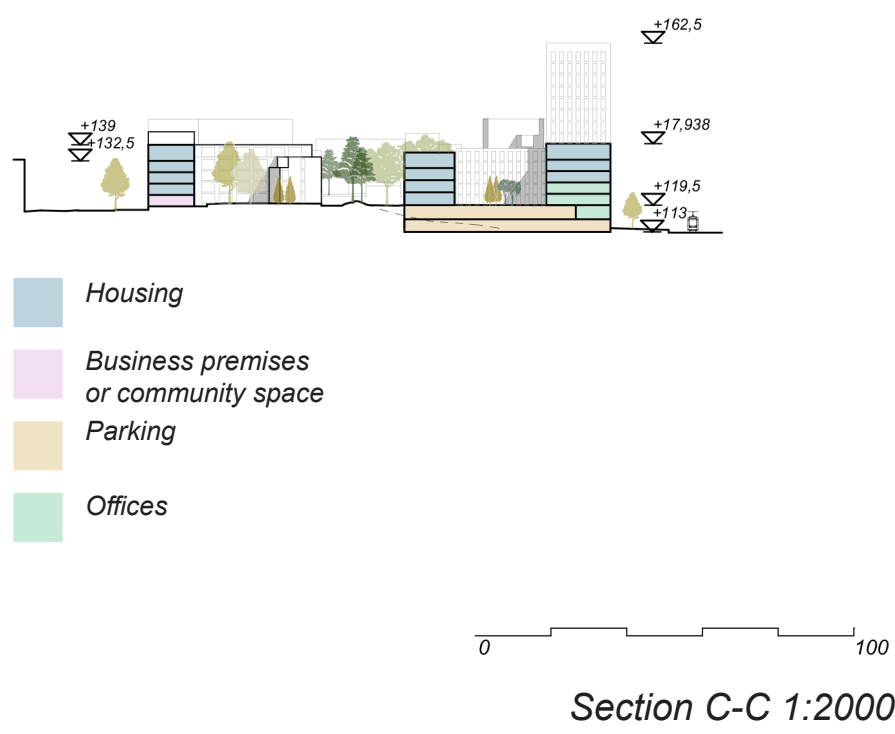 +162,5
+139
+132,5
+17,938
+119,5
+113
Housing
Business premises
or community space
Parking
Offices
0
100
Section C-C 1:2000